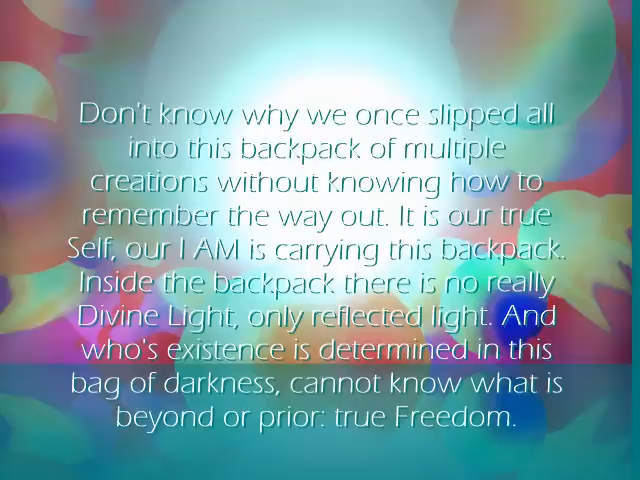 Don't know why we once slipped all
into this backpack of multiple
creations without knowing how to
remember the way out. It is our true
Self, our I AM is carrying this backpack.
Inside the backpack there is no really
Divine Light, only reflected light. And
who's existence is determined in this
bag of darkness, cannot know what is
beyond or prior: true Freedom.